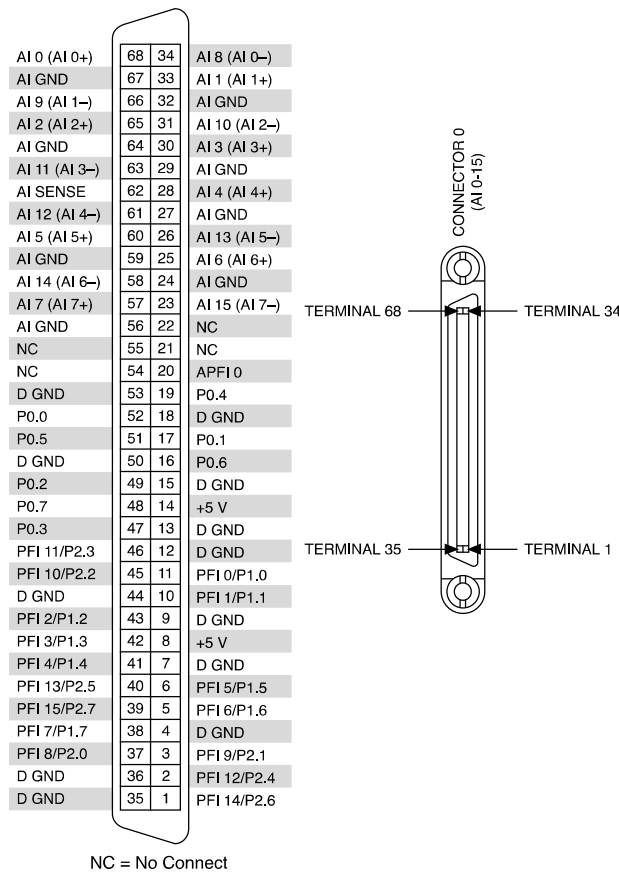 AI 0 (AI 0+) 68 34 AI 8 (AI 0–)
AI GND 67 33 AI 1 (AI 1+)
AI 9 (AI 1–) 66 32 AI GND
AI 2 (AI 2+) 65 31 AI 10 (AI 2–)
AI GND 64 30 AI 3 (AI 3+)
AI 11 (AI 3–) 63 29 AI GND
AI SENSE 62 28 AI 4 (AI 4+)
AI 12 (AI 4–) 61 27 AI GND
AI 5 (AI 5+) 60 26 AI 13 (AI 5–)
AI GND 59 25 AI 6 (AI 6+)
AI 14 (AI 6–) 58 24 AI GND
AI 7 (AI 7+) 57 23 AI 15 (AI 7–)
AI GND 56 22 NC
NC 55 21 NC
NC 54 20 APFI 0
D GND 53 19 P0.4
P0.0 52 18 D GND
P0.5 51 17 P0.1
D GND 50 16 P0.6
P0.2 49 15 D GND
P0.7 48 14 +5 V
P0.3 47 13 D GND
PFI 11/P2.3 46 12 D GND
PFI 10/P2.2 45 11 PFI 0/P1.0
D GND 44 10 PFI 1/P1.1
PFI 2/P1.2 43 9 D GND
PFI 3/P1.3 42 8 +5 V
PFI 4/P1.4 41 7 D GND
PFI 13/P2.5 40 6 PFI 5/P1.5
PFI 15/P2.7 39 5 PFI 6/P1.6
PFI 7/P1.7 38 4 D GND
PFI 8/P2.0 37 3 PFI 9/P2.1
D GND 36 2 PFI 12/P2.4
D GND 35 1 PFI 14/P2.6
NC = No Connect
CONNECTOR 0
(AI 0-15)
TERMINAL 68 TERMINAL 34
TERMINAL 35 TERMINAL 1